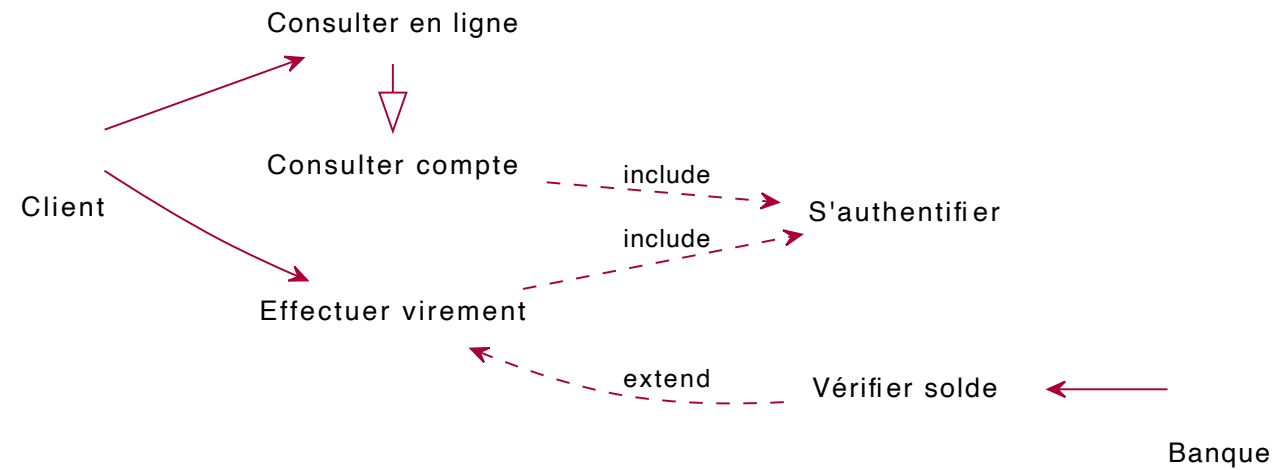 Consulter en ligne
Consulter compte
include
Client
S'authentifier
include
Effectuer virement
extend
Vérifier solde
Banque